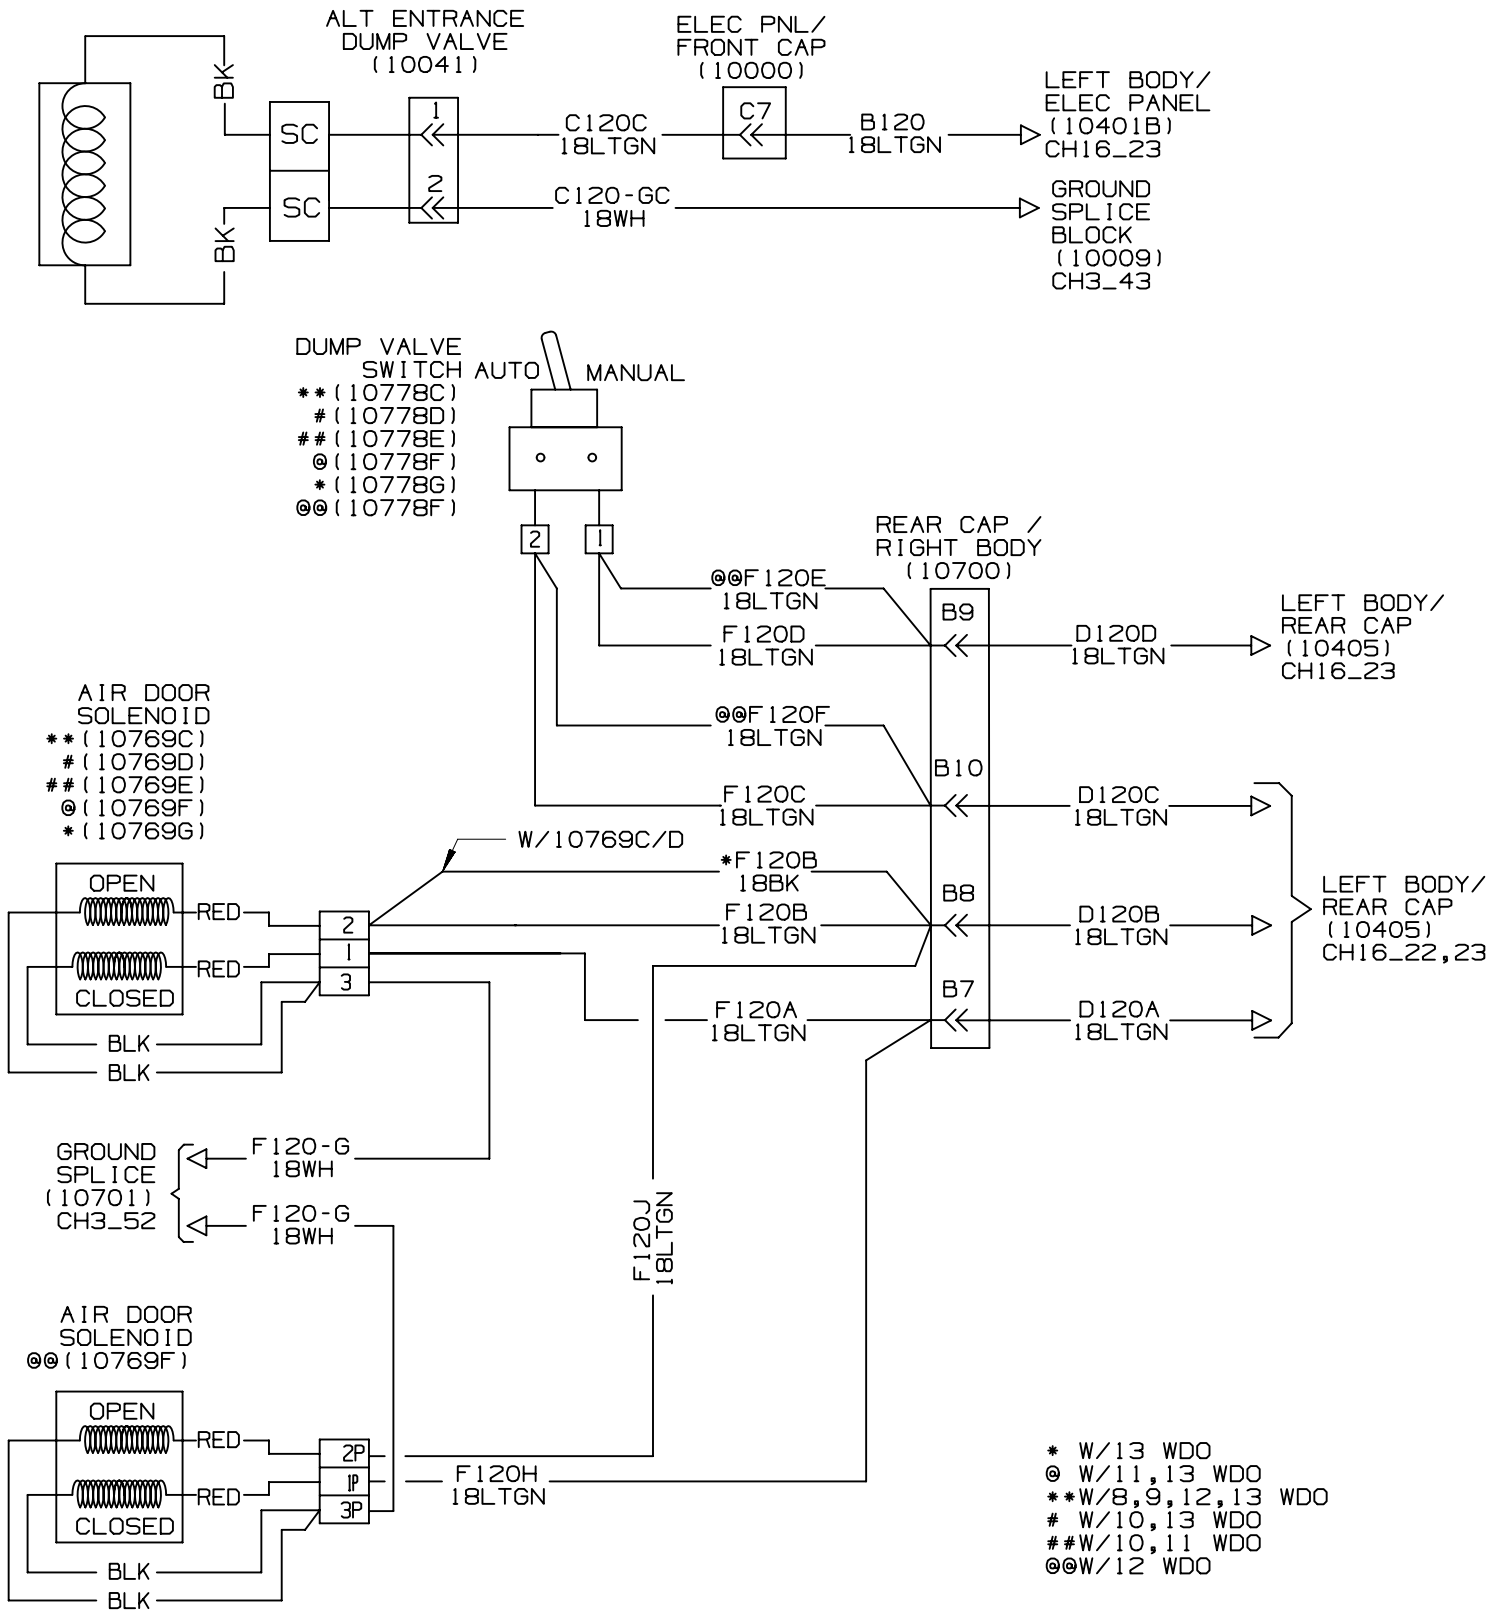 ALT ENTRANCE
DUMP VALVE
(10041)
ELEC PNL/
FRONT CAP
(10000)
LEFT BODY/
ELEC PANEL
(10401B)
CH16_23
BK
SC
1
C120C
18LTGN
C7
B120
18LTGN
SC
2
C120-GC
18WH
BK
GROUND
SPLICE
BLOCK
(10009)
CH3_43
DUMP VALVE
SWITCH
AUTO
MANUAL
**(10778C)
#(10778D)
##(10778E)
@(10778F)
*(10778G)
@@(10778F)
2
1
REAR CAP /
RIGHT BODY
(10700)
@@F120E
18LTGN
B9
F120D
18LTGN
D120D
18LTGN
LEFT BODY/
REAR CAP
(10405)
CH16_23
@@F120F
18LTGN
B10
F120C
18LTGN
D120C
18LTGN
AIR DOOR
SOLENOID
**(10769C)
#(10769D)
##(10769E)
@(10769F)
*(10769G)
W/10769C/D
*F120B
18BK
B8
F120B
18LTGN
D120B
18LTGN
LEFT BODY/
REAR CAP
(10405)
CH16_22,23
OPEN
RED
2
1
RED
3
CLOSED
BLK
BLK
B7
F120A
18LTGN
D120A
18LTGN
GROUND
SPLICE
(10701)
CH3_52
F120-G
18WH
F120-G
18WH
F120J
18LTGN
AIR DOOR
SOLENOID
@@(10769F)
OPEN
RED
2P
1P
RED
3P
CLOSED
BLK
BLK
F120H
18LTGN
* W/13 WDO
@ W/11,13 WDO
**W/8,9,12,13 WDO
# W/10,13 WDO
##W/10,11 WDO
@@W/12 WDO